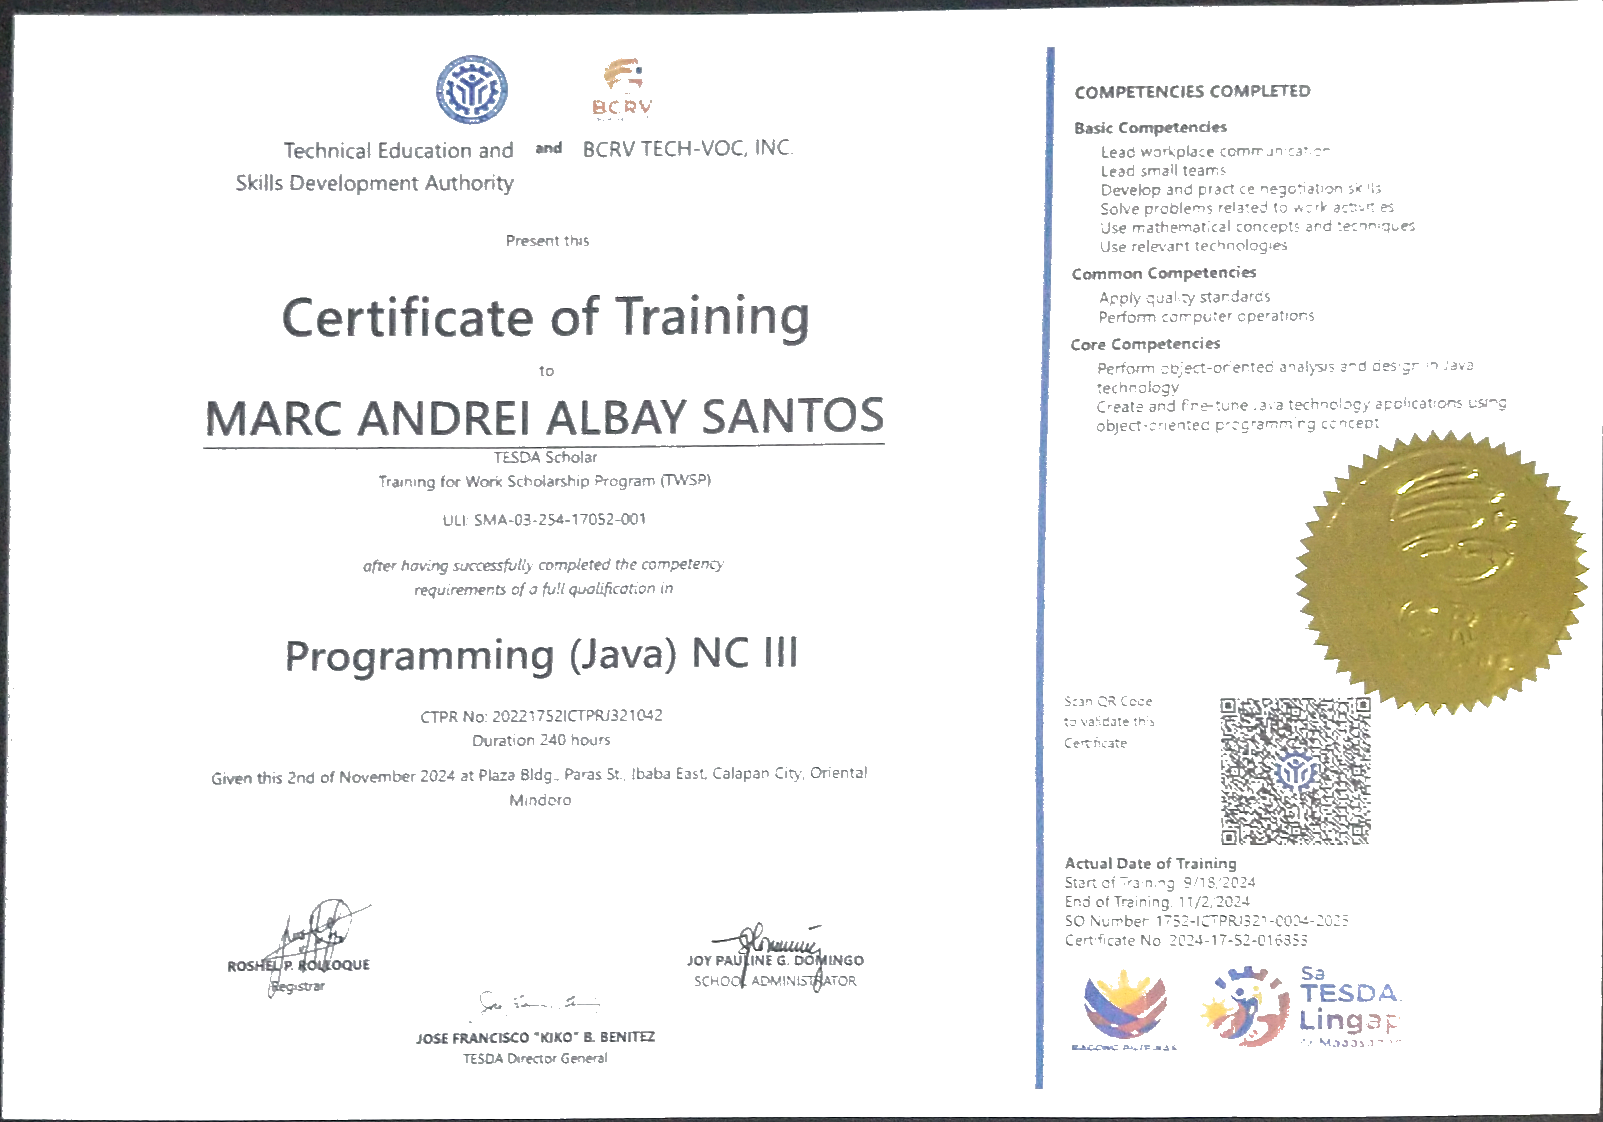 BCRV
Technical Education and
Skills Development Authority
and
BCRV TECH-VOC, INC.
Present this
Certificate of Training
to
MARC ANDREI ALBAY SANTOS
TESDA Scholar
Training for Work Scholarship Program (TWSP)
ULI: SMA-03-254-17052-001
after having successfully completed the competency
requirements of a full qualification in
Programming (Java) NC III
CTPR No: 20221752ICTPRJ321042
Duration 240 hours
Given this 2nd of November 2024 at Plaza Bldg., Paras St., Ibaba East, Calapan City, Oriental
Mindoro
ROSHEL P. ROLLOQUE
Registrar
JOY PAULINE G. DOMINGO
SCHOOL ADMINISTRATOR
JOSE FRANCISCO "KIKO" B. BENITEZ
TESDA Director General
COMPETENCIES COMPLETED
Basic Competencies
Lead workplace communication
Lead small teams
Develop and practice negotiation skills
Solve problems related to work activities
Use mathematical concepts and techniques
Use relevant technologies
Common Competencies
Apply quality standards
Perform computer operations
Core Competencies
Perform object-oriented analysis and design in Java
technology
Create and fine-tune Java technology applications using
object-oriented programming concept
Scan QR Code
to validate this
Certificate
Actual Date of Training
Start of Training: 9/18/2024
End of Training: 11/2/2024
SO Number: 1752-ICTPRJ321-0004-2023
Certificate No. 2024-17-52-016353
BAGONG PILIPINAS
Sa
TESDA
Lingap
ay Maaasahan